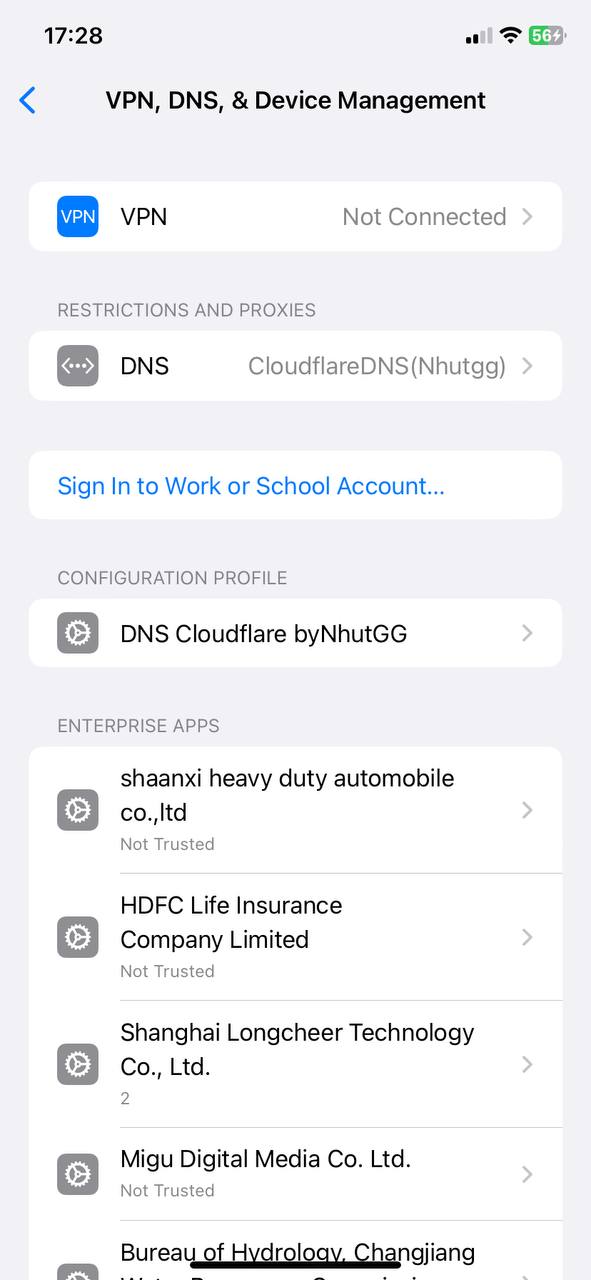 17:28
56
VPN, DNS, & Device Management
VPN
VPN
Not Connected
RESTRICTIONS AND PROXIES
DNS
CloudflareDNS(Nhutgg)
Sign In to Work or School Account...
CONFIGURATION PROFILE
DNS Cloudflare byNhutGG
ENTERPRISE APPS
shaanxi heavy duty automobile
co.,ltd
Not Trusted
HDFC Life Insurance
Company Limited
Not Trusted
Shanghai Longcheer Technology
Co., Ltd.
2
Migu Digital Media Co. Ltd.
Not Trusted
Bureau of Hydrology, Changjiang